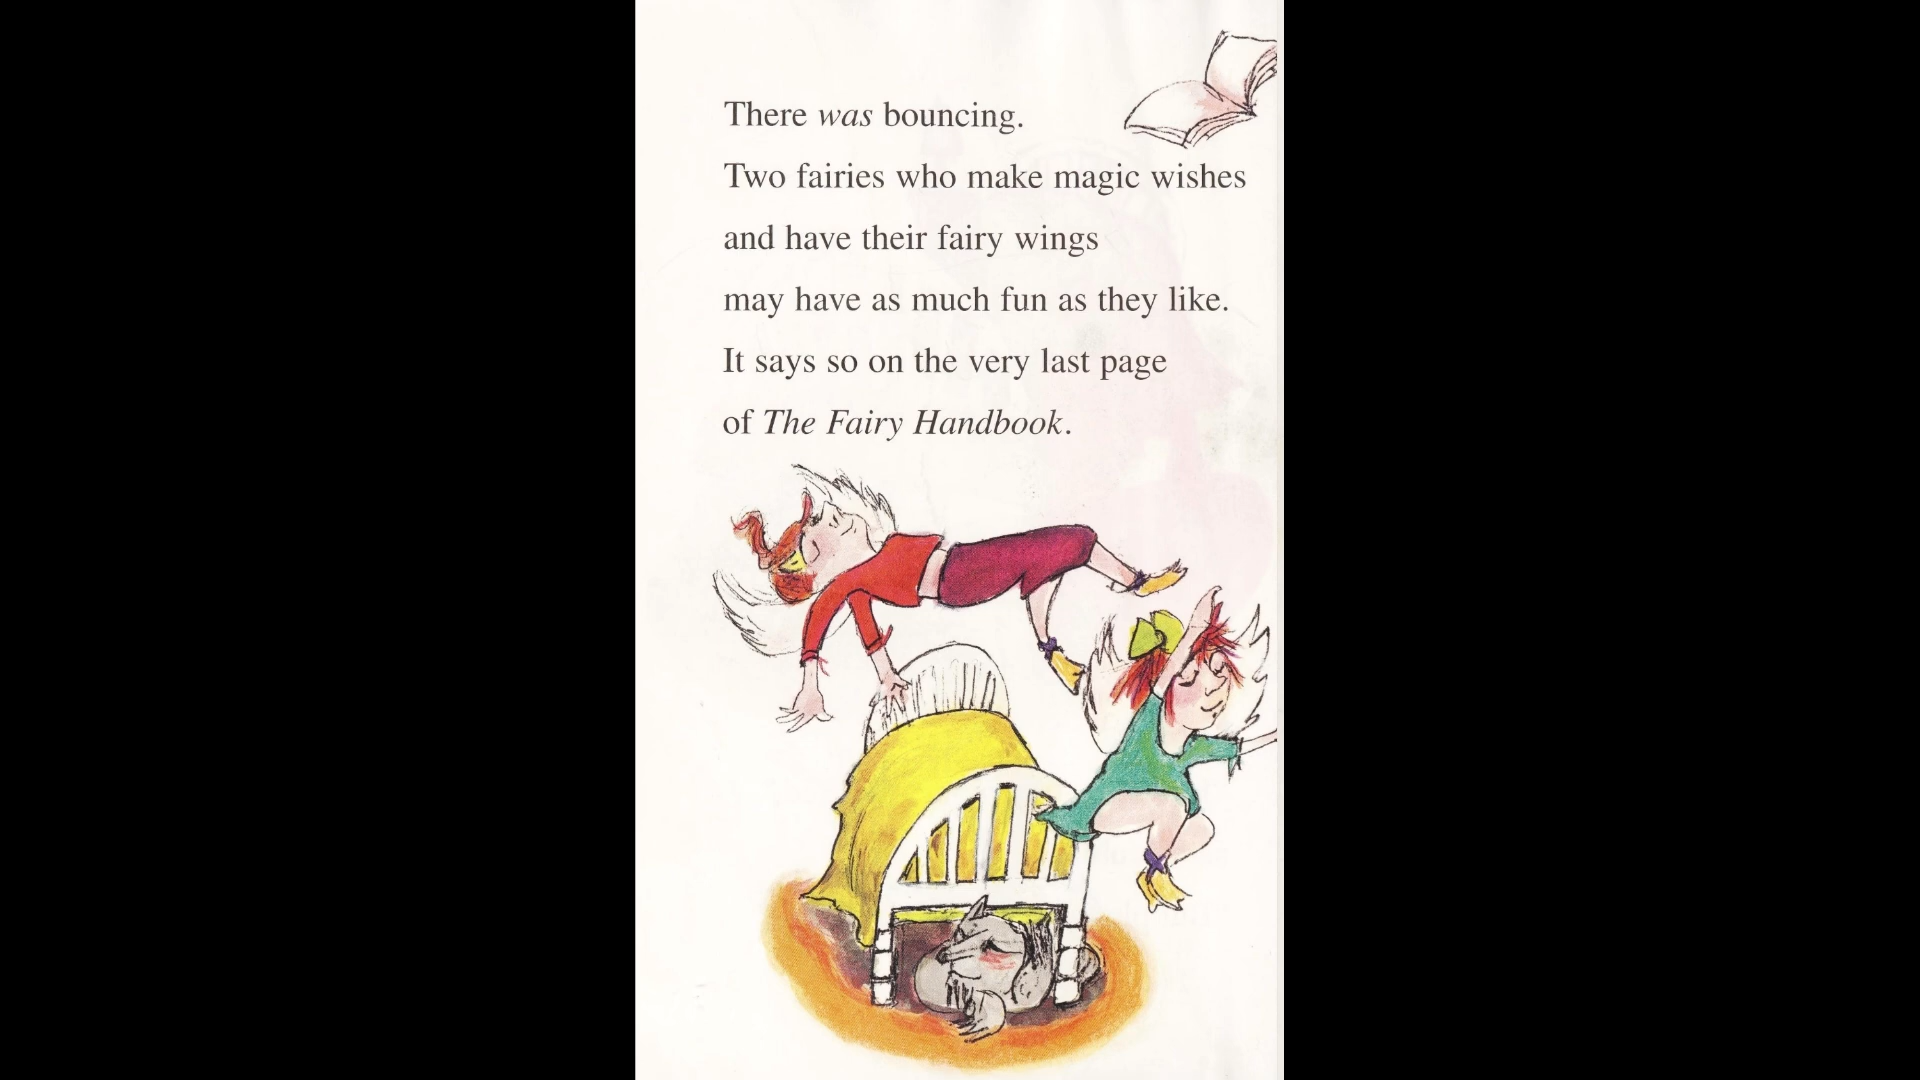 There was bouncing.
Two fairies who make magic wishes
and have their fairy wings
may have as much fun as they like.
It says so on the very last page
of The Fairy Handbook.